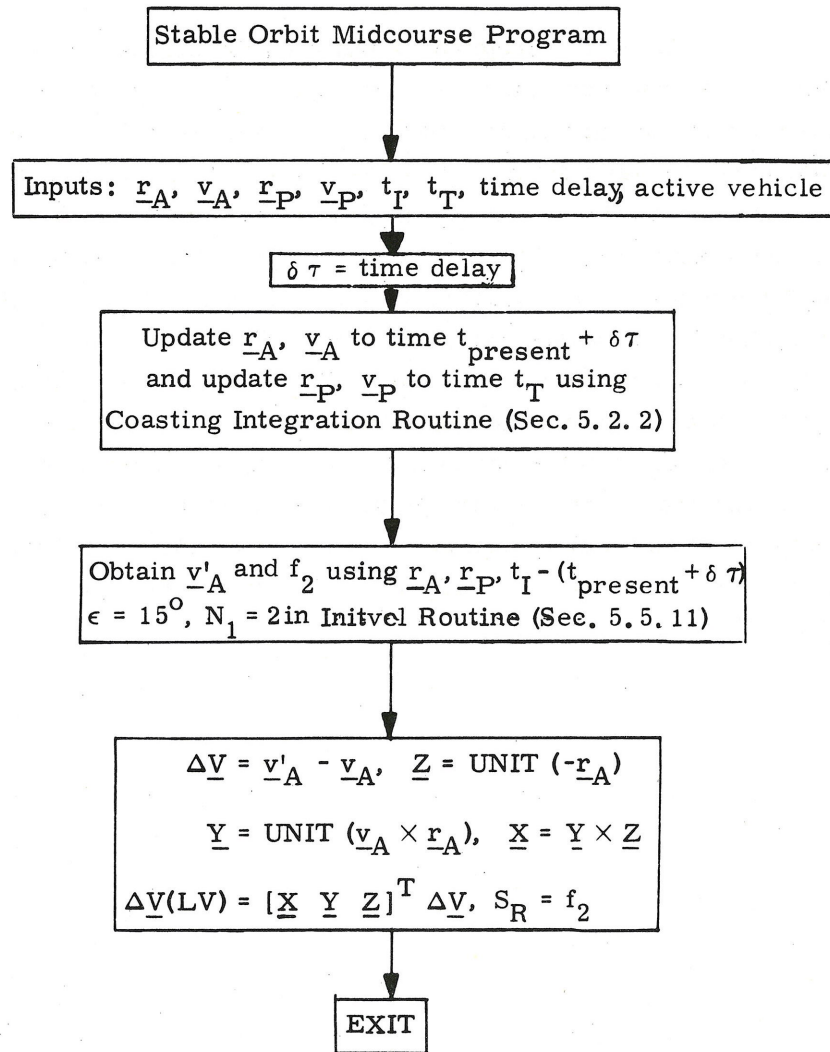 Stable Orbit Midcourse Program
Inputs: r_A, v_A, r_P, v_P, t_I, t_T, time delay, active vehicle
δτ = time delay
Update r_A, v_A to time t_present + δτ
and update r_P, v_P to time t_T using
Coasting Integration Routine (Sec. 5.2.2)
Obtain v'_A and f_2 using r_A, r_P, t_I - (t_present + δτ)
ϵ = 15°, N_1 = 2 in Initvel Routine (Sec. 5.5.11)
ΔV = v'_A - v_A, Z = UNIT (-r_A)
Y = UNIT (v_A × r_A), X = Y × Z
ΔV(LV) = [X Y Z]^T ΔV, S_R = f_2
EXIT